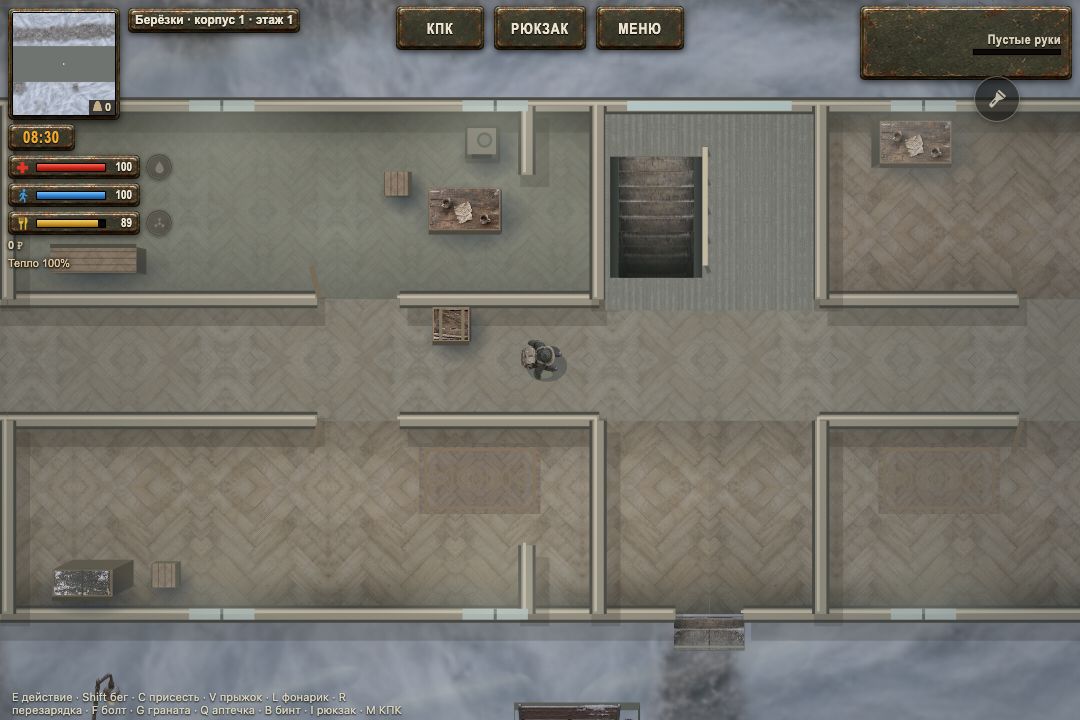 Берёзки · корпус 1 · этаж 1
КПК
РЮКЗАК
МЕНЮ
Пустые руки
0
08:30
100
100
89
0 ₽
Тепло 100%
E действие · Shift бег · C присесть · V прыжок · L фонарик · R
перезарядка · F болт · G граната · Q аптечка · B бинт · I рюкзак · M КПК